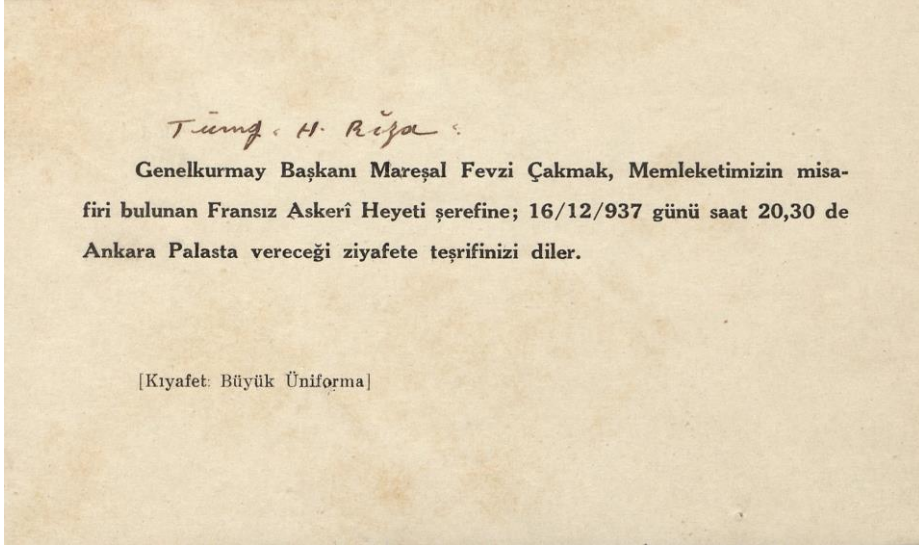 Tümg. H. Rıza
Genelkurmay Başkanı Mareşal Fevzi Çakmak, Memleketimizin misa-
firi bulunan Fransız Askerî Heyeti şerefine; 16/12/937 günü saat 20,30 de
Ankara Palasta vereceği ziyafete teşrifinizi diler.
[Kıyafet: Büyük Üniforma]